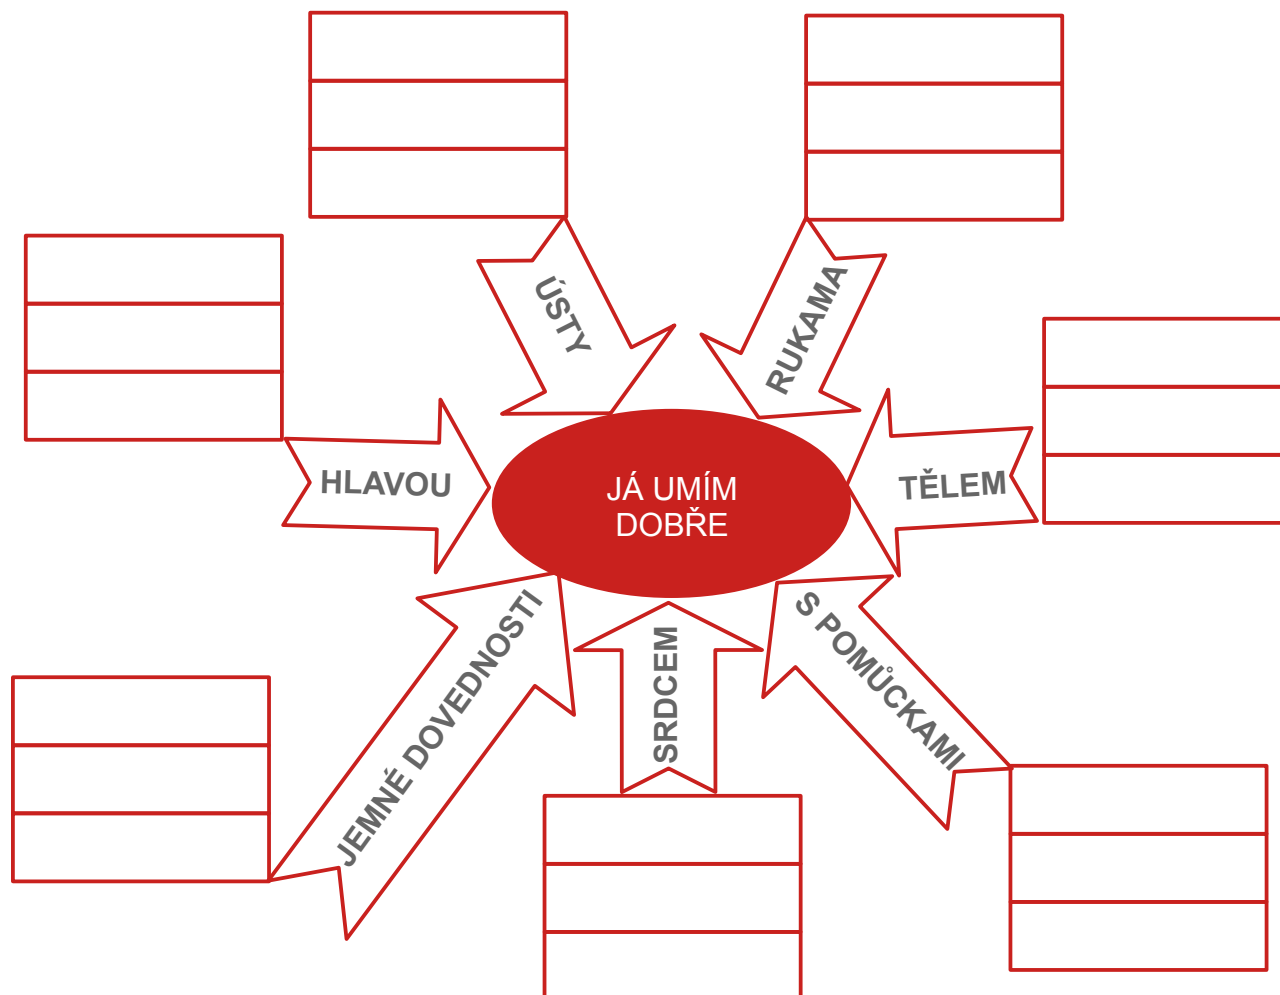 ÚSTY
RUKAMA
HLAVOU
JÁ UMÍM
DOBŘE
TĚLEM
JEMNÉ DOVEDNOSTI
SRDCEM
S POMŮCKAMI